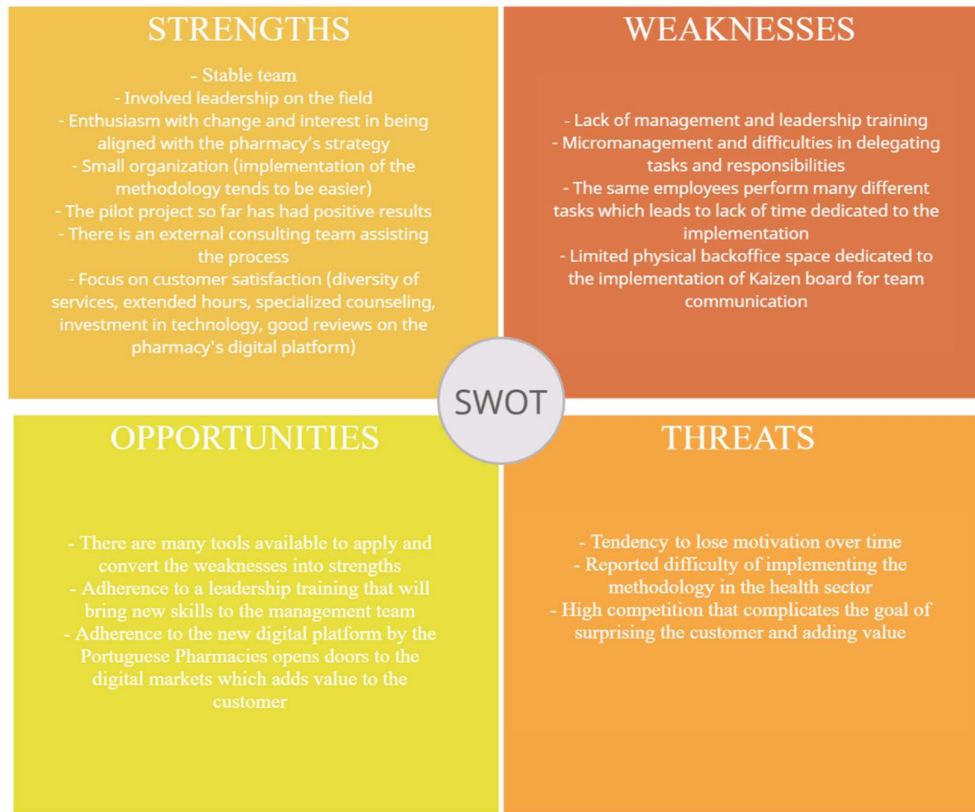 STRENGTHS
- Stable team
- Involved leadership on the field
- Enthusiasm with change and interest in being
aligned with the pharmacy's strategy
- Small organization (implementation of the
methodology tends to be easier)
- The pilot project so far has had positive results
- There is an external consulting team assisting
the process
- Focus on customer satisfaction (diversity of
services, extended hours, specialized counseling,
investment in technology, good reviews on the
pharmacy's digital platform)
WEAKNESSES
- Lack of management and leadership training
- Micromanagement and difficulties in delegating
tasks and responsibilities
- The same employees perform many different
tasks which leads to lack of time dedicated to the
implementation
- Limited physical backoffice space dedicated to
the implementation of Kaizen board for team
communication
SWOT
OPPORTUNITIES
- There are many tools available to apply and
convert the weaknesses into strengths
- Adherence to a leadership training that will
bring new skills to the management team
- Adherence to the new digital platform by the
Portuguese Pharmacies opens doors to the
digital markets which adds value to the
customer
THREATS
- Tendency to lose motivation over time
- Reported difficulty of implementing the
methodology in the health sector
- High competition that complicates the goal of
surprising the customer and adding value